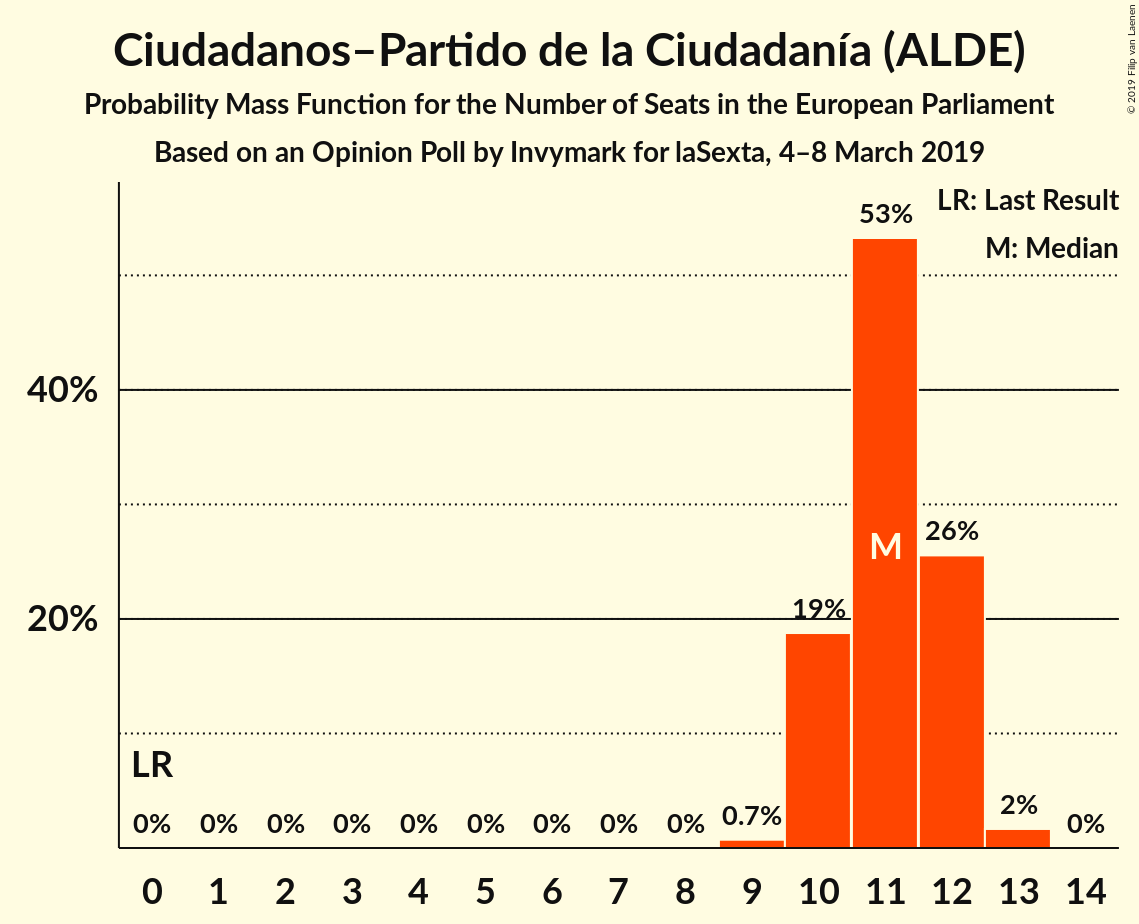 Ciudadanos–Partido de la Ciudadanía (ALDE)
Probability Mass Function for the Number of Seats in the European Parliament
Based on an Opinion Poll by Invymark for laSexta, 4–8 March 2019
© 2019 Filip van Laenen
LR: Last Result
M: Median
53%
40%
26%
M
19%
20%
LR
0% 0% 0% 0% 0% 0% 0% 0% 0% 0.7% 2% 0%
0 1 2 3 4 5 6 7 8 9 10 11 12 13 14